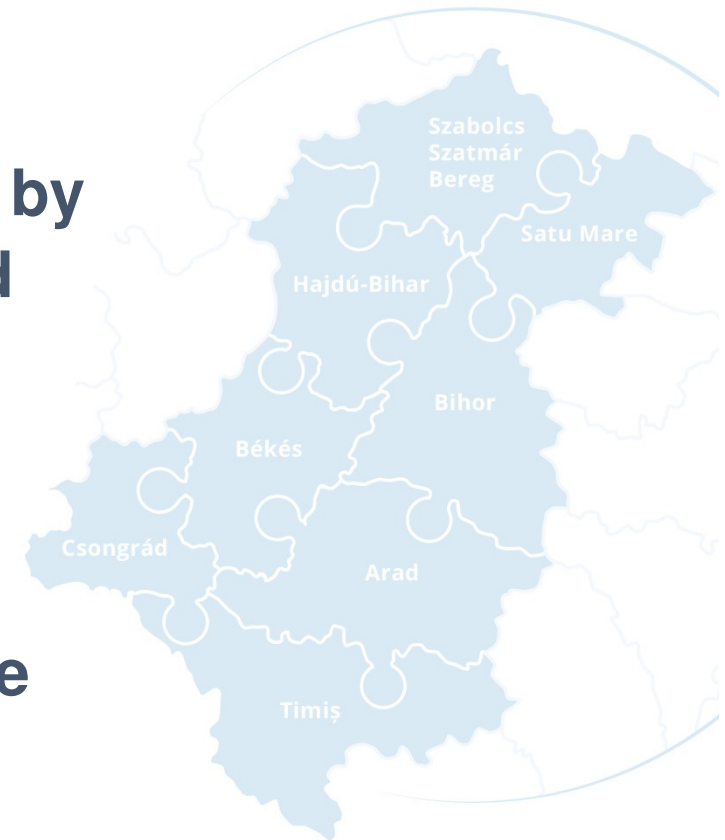 by
Szabolcs
Szatmár
Bereg
Satu Mare
Hajdú-Bihar
Bihor
Békés
Csongrád
Arad
e
Timiș